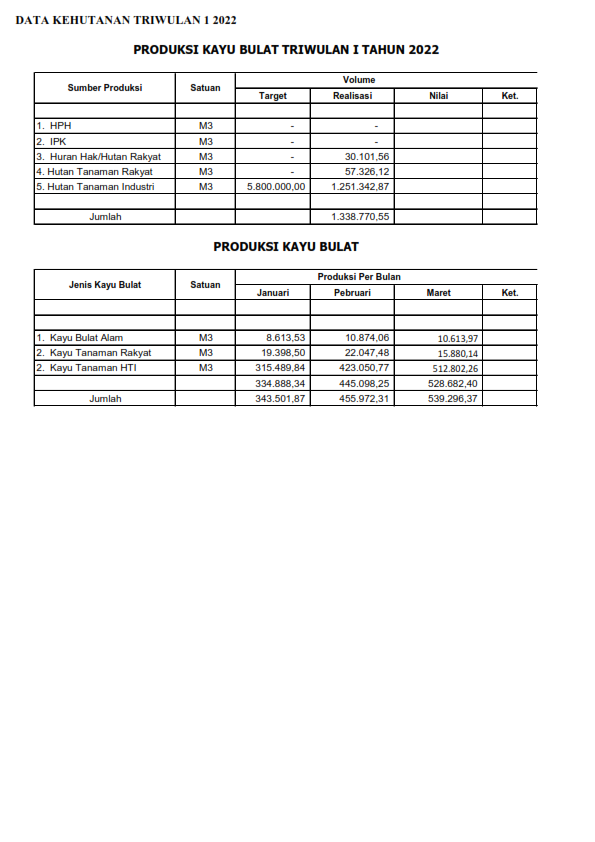 DATA KEHUTANAN TRIWULAN 1 2022
PRODUKSI KAYU BULAT TRIWULAN I TAHUN 2022
Sumber Produksi Satuan Volume
Target Realisasi Nilai Ket.
1. HPH M3 - -
2. IPK M3 - -
3. Huran Hak/Hutan Rakyat M3 - 30.101,56
4. Hutan Tanaman Rakyat M3 - 57.326,12
5. Hutan Tanaman Industri M3 5.800.000,00 1.251.342,87
Jumlah 1.338.770,55
PRODUKSI KAYU BULAT
Jenis Kayu Bulat Satuan Produksi Per Bulan
Januari Pebruari Maret Ket.
1. Kayu Bulat Alam M3 8.613,53 10.874,06 10.613,97
2. Kayu Tanaman Rakyat M3 19.398,50 22.047,48 15.880,14
2. Kayu Tanaman HTI M3 315.489,84 423.050,77 512.802,26
334.888,34 445.098,25 528.682,40
Jumlah 343.501,87 455.972,31 539.296,37